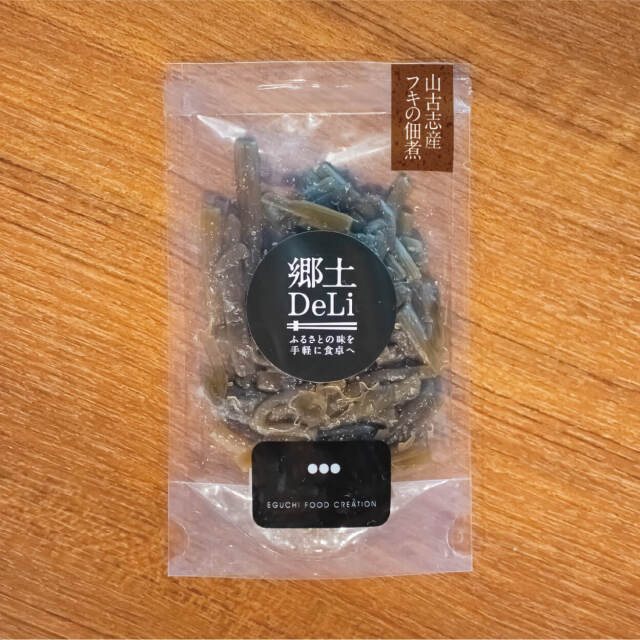 山古志産
フキの佃煮
郷土
DeLi
ふるさとの味を
手軽に食卓へ
EGUCHI FOOD CREATION